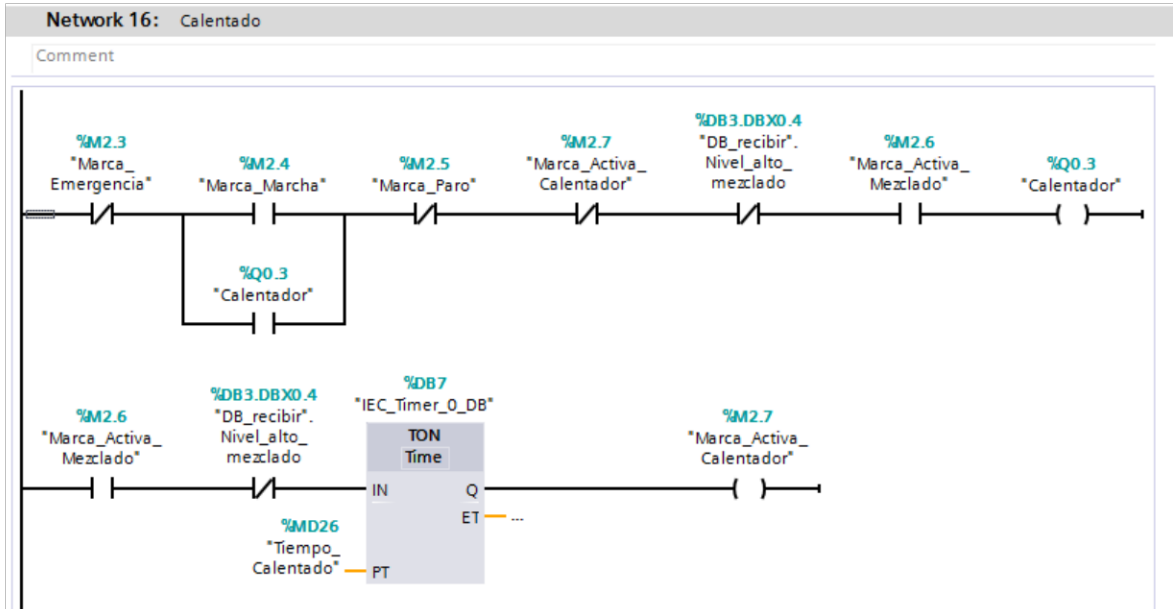 Network 16: Calentado
Comment
%M2.3
"Marca_
Emergencia"
%M2.4
"Marca_Marcha"
%M2.5
"Marca_Paro"
%M2.7
"Marca_Activa_
Calentador"
%DB3.DBX0.4
"DB_recibir".
Nivel_alto_
mezclado
%M2.6
"Marca_Activa_
Mezclado"
%Q0.3
"Calentador"
%Q0.3
"Calentador"
%M2.6
"Marca_Activa_
Mezclado"
%DB3.DBX0.4
"DB_recibir".
Nivel_alto_
mezclado
%DB7
"IEC_Timer_0_DB"
TON
Time
IN
Q
ET
...
%MD26
"Tiempo_
Calentado"
PT
%M2.7
"Marca_Activa_
Calentador"